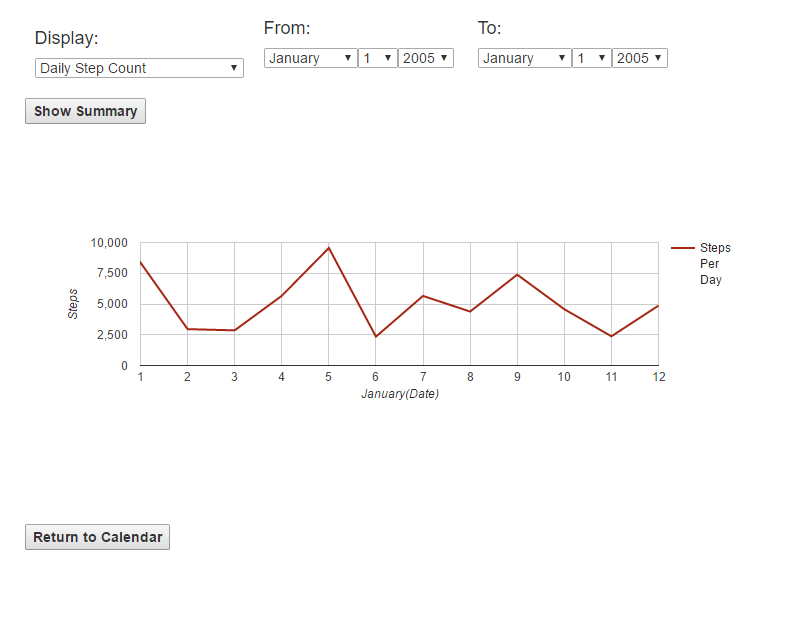 Display:
From:
To:
Daily Step Count
January 1 2005
January 1 2005
Show Summary
10,000
7,500
5,000
2,500
0
Steps
1 2 3 4 5 6 7 8 9 10 11 12
January(Date)
Steps
Per
Day
Return to Calendar